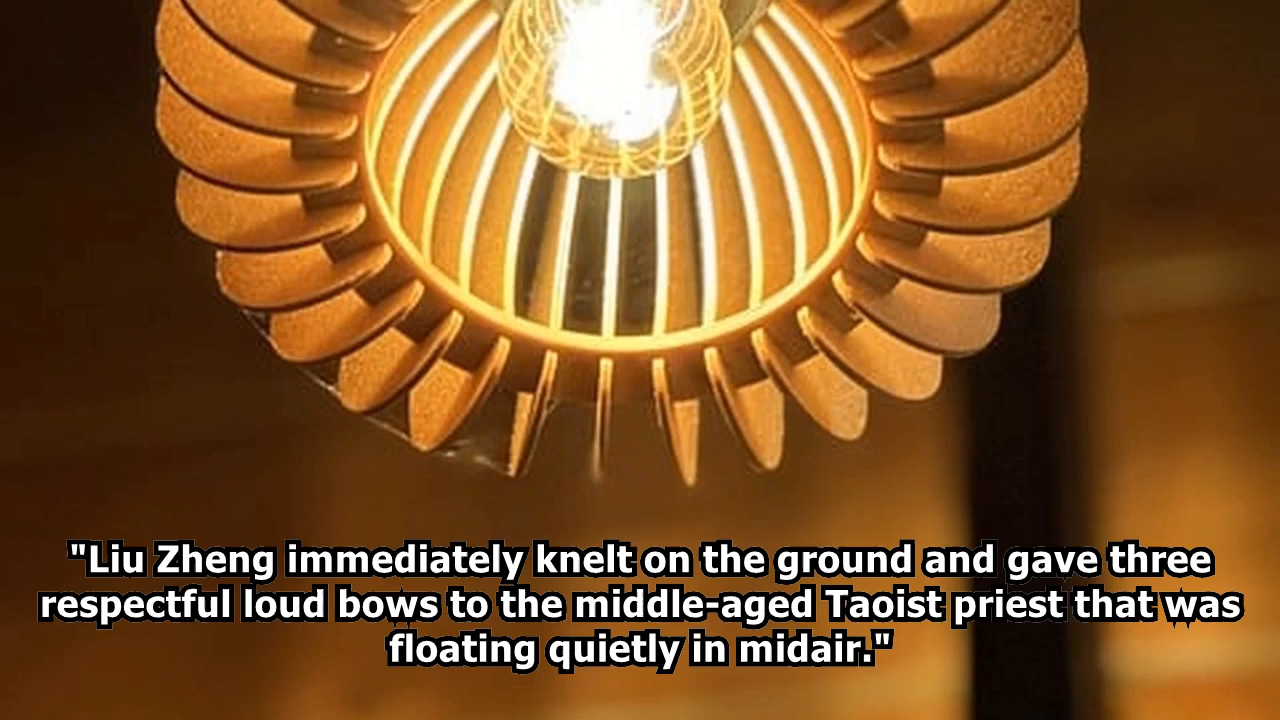 "Liu Zheng immediately knelt on the ground and gave three
respectful loud bows to the middle-aged Taoist priest that was
floating quietly in midair."